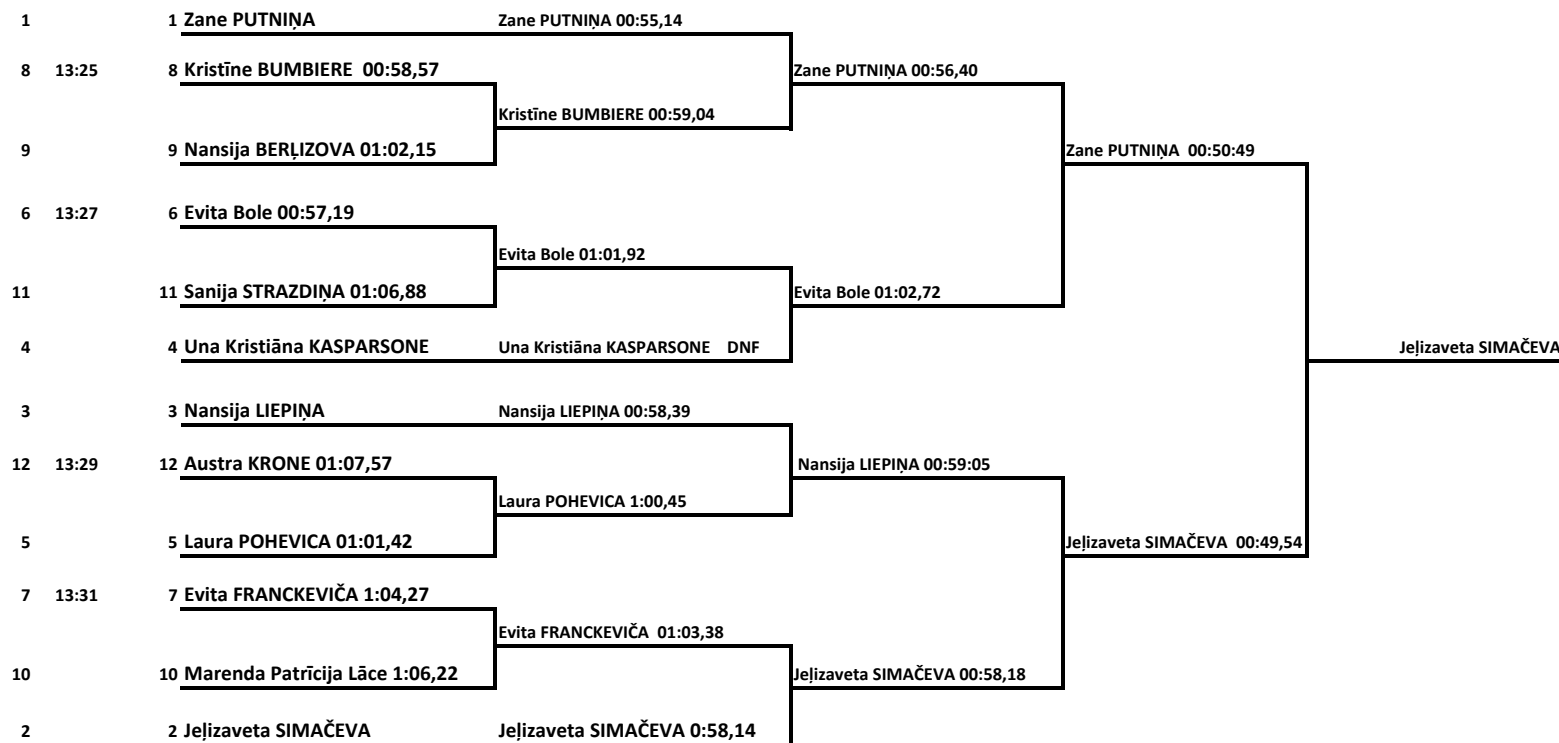 1 1 Zane PUTNIŅA Zane PUTNIŅA 00:55,14
8 13:25 8 Kristīne BUMBIERE 00:58,57 Zane PUTNIŅA 00:56,40
Kristīne BUMBIERE 00:59,04
9 9 Nansija BERĻIZOVA 01:02,15 Zane PUTNIŅA 00:50:49
6 13:27 6 Evita Bole 00:57,19
Evita Bole 01:01,92
11 11 Sanija STRAZDIŅA 01:06,88 Evita Bole 01:02,72
4 4 Una Kristiāna KASPARSONE Una Kristiāna KASPARSONE DNF Jeļizaveta SIMAČEVA
3 3 Nansija LIEPIŅA Nansija LIEPIŅA 00:58,39
12 13:29 12 Austra KRONE 01:07,57 Nansija LIEPIŅA 00:59:05
Laura POHEVICA 1:00,45
5 5 Laura POHEVICA 01:01,42 Jeļizaveta SIMAČEVA 00:49,54
7 13:31 7 Evita FRANCKEVIČA 1:04,27
Evita FRANCKEVIČA 01:03,38
10 10 Marenda Patrīcija Lāce 1:06,22 Jeļizaveta SIMAČEVA 00:58,18
2 2 Jeļizaveta SIMAČEVA Jeļizaveta SIMAČEVA 0:58,14